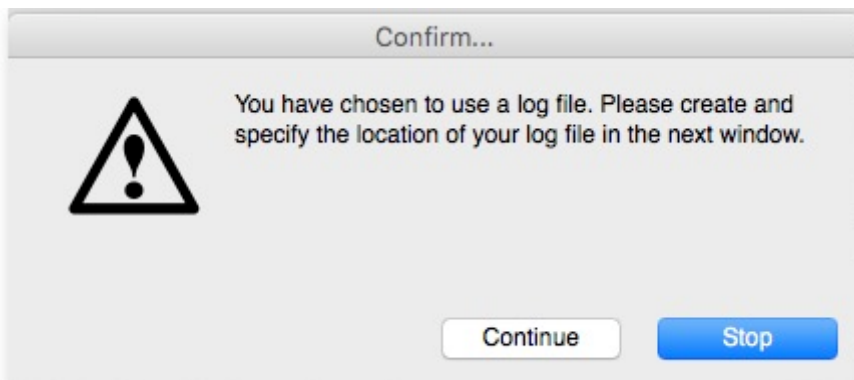 Confirm...
You have chosen to use a log file. Please create and
specify the location of your log file in the next window.
Continue
Stop